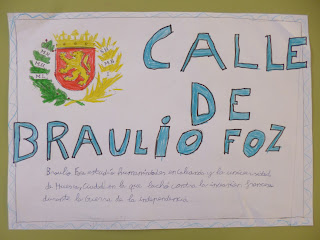 CALLE
DE
BRAULIO FOZ
Braulio Foz estudió humanidades en la universidad
de Huesca, Ciudad en la que luchó contra la invasión francesa
durante la Guerra de la independencia.